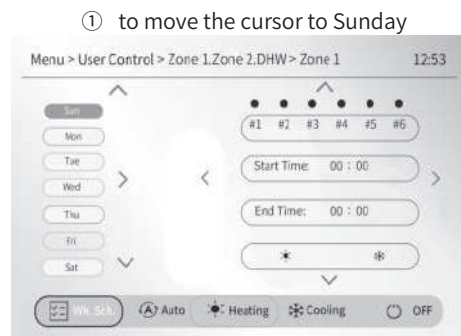 ① to move the cursor to Sunday
Menu > User Control > Zone 1.Zone 2.DHW > Zone 1 12:53
Sun
Mon
Tue
Wed
Thu
Fri
Sat
#1 #2 #3 #4 #5 #6
Start Time: 00 : 00
End Time: 00 : 00
Wk. Sch. Auto Heating Cooling OFF